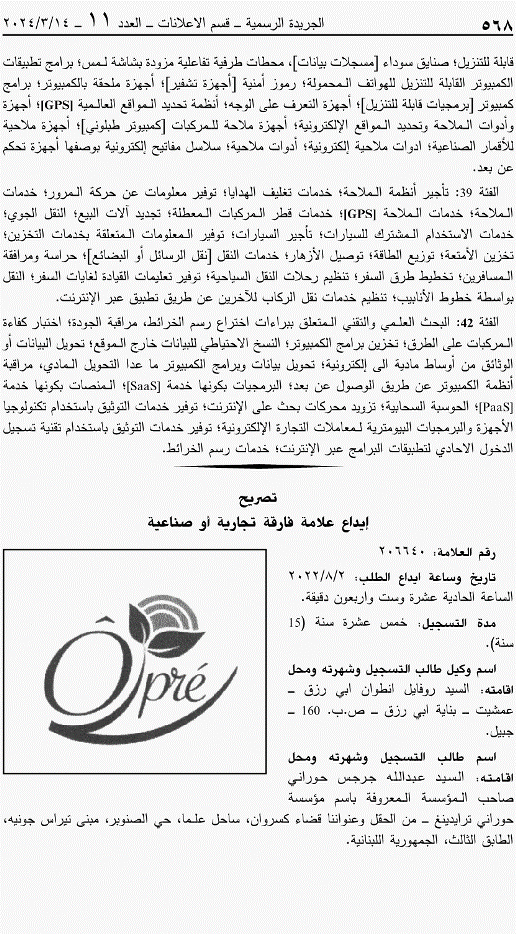 ٥٦٨ الجريدة الرسمية ــ قسم الاعلانات ــ العدد ١١ ــ ٢٠٢٤/٣/١٤
قابلة للتنزيل؛ صنايق سوداء [مسجلات بيانات]، محطات طرفية تفاعلية مزودة بشاشة لمس؛ برامج تطبيقات
الكمبيوتر القابلة للتنزيل للهواتف المحمولة؛ رموز أمنية [أجهزة تشفير]؛ أجهزة ملحقة بالكمبيوتر؛ برامج
كمبيوتر [برمجيات قابلة للتنزيل]؛ أجهزة التعرف على الوجه؛ أنظمة تحديد المواقع العالمية [GPS]؛ أجهزة
وأدوات الملاحة وتحديد المواقع الإلكترونية؛ أجهزة ملاحة للمركبات [كمبيوتر طبلوني]؛ أجهزة ملاحية
للأقمار الصناعية؛ ادوات ملاحية إلكترونية؛ أدوات ملاحية؛ سلاسل مفاتيح إلكترونية بوصفها أجهزة تحكم
عن بعد.
الفئة 39: تأجير أنظمة الملاحة؛ خدمات تغليف الهدايا؛ توفير معلومات عن حركة المرور؛ خدمات
الملاحة؛ خدمات الملاحة [GPS]؛ خدمات قطر المركبات المعطلة؛ تجديد آلات البيع؛ النقل الجوي؛
خدمات الاستخدام المشترك للسيارات؛ تأجير السيارات؛ توفير المعلومات المتعلقة بخدمات التخزين؛
تخزين الأمتعة؛ توزيع الطاقة؛ توصيل الأزهار؛ خدمات النقل [نقل الرسائل أو البضائع]؛ حراسة ومرافقة
المسافرين؛ تخطيط طرق السفر؛ تنظيم رحلات النقل السياحية؛ توفير تعليمات القيادة لغايات السفر؛ النقل
بواسطة خطوط الأنابيب؛ تنظيم خدمات نقل الركاب للآخرين عن طريق تطبيق عبر الإنترنت.
الفئة 42: البحث العلمي والتقني المتعلق ببراءات اختراع رسم الخرائط، مراقبة الجودة؛ اختبار كفاءة
المركبات على الطرق؛ تخزين برامج الكمبيوتر؛ النسخ الاحتياطي للبيانات خارج الموقع؛ تحويل البيانات أو
الوثائق من أوساط مادية الى إلكترونية؛ تحويل بيانات وبرامج الكمبيوتر ما عدا التحويل المادي، مراقبة
أنظمة الكمبيوتر عن طريق الوصول عن بعد؛ البرمجيات بكونها خدمة [SaaS]؛ المنصات بكونها خدمة
[PaaS]؛ الحوسبة السحابية؛ تزويد محركات بحث على الإنترنت؛ توفير خدمات التوثيق باستخدام تكنولوجيا
الأجهزة والبرمجيات البيومترية لمعاملات التجارة الإلكترونية؛ توفير خدمات التوثيق باستخدام تقنية تسجيل
الدخول الاحادي لتطبيقات البرامج عبر الإنترنت؛ خدمات رسم الخرائط.
تصريح
إيداع علامة فارقة تجارية أو صناعية
رقم العلامة: ٢٠٦٦٤٠
تاريخ وساعة ايداع الطلب: ٢٠٢٢/٨/٢
الساعة الحادية عشرة وست واربعون دقيقة.
مدة التسجيل: خمس عشرة سنة (15
سنة).
اسم وكيل طالب التسجيل وشهرته ومحل
اقامته: السيد روفايل انطوان ابي رزق ــ
عمشيت ــ بناية أبي رزق ــ ص.ب. 160 ــ
جبيل.
اسم طالب التسجيل وشهرته ومحل
اقامته: السيد عبدالله جرجس حوراني
صاحب المؤسسة المعروفة باسم مؤسسة
حوراني ترايدينغ ــ من الحقل وعنواننا قضاء كسروان، ساحل علما، حي الصنوبر، مبنى تيراس جونيه،
الطابق الثالث، الجمهورية اللبنانية.
Ôpré